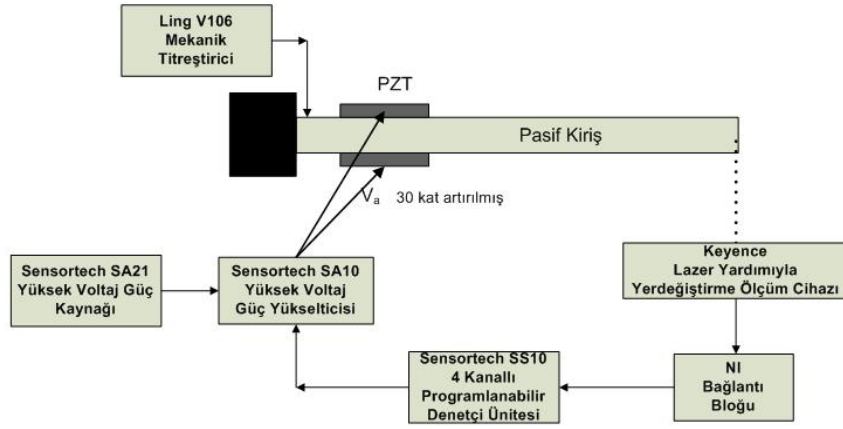 Ling V106
Mekanik
Titreştirici
PZT
Pasif Kiriş
Va 30 kat artırılmış
Sensortech SA21
Yüksek Voltaj Güç
Kaynağı
Sensortech SA10
Yüksek Voltaj
Güç Yükselticisi
Keyence
Lazer Yardımıyla
Yerdeğiştirme Ölçüm Cihazı
Sensortech SS10
4 Kanallı
Programlanabilir
Denetçi Ünitesi
NI
Bağlantı
Bloğu